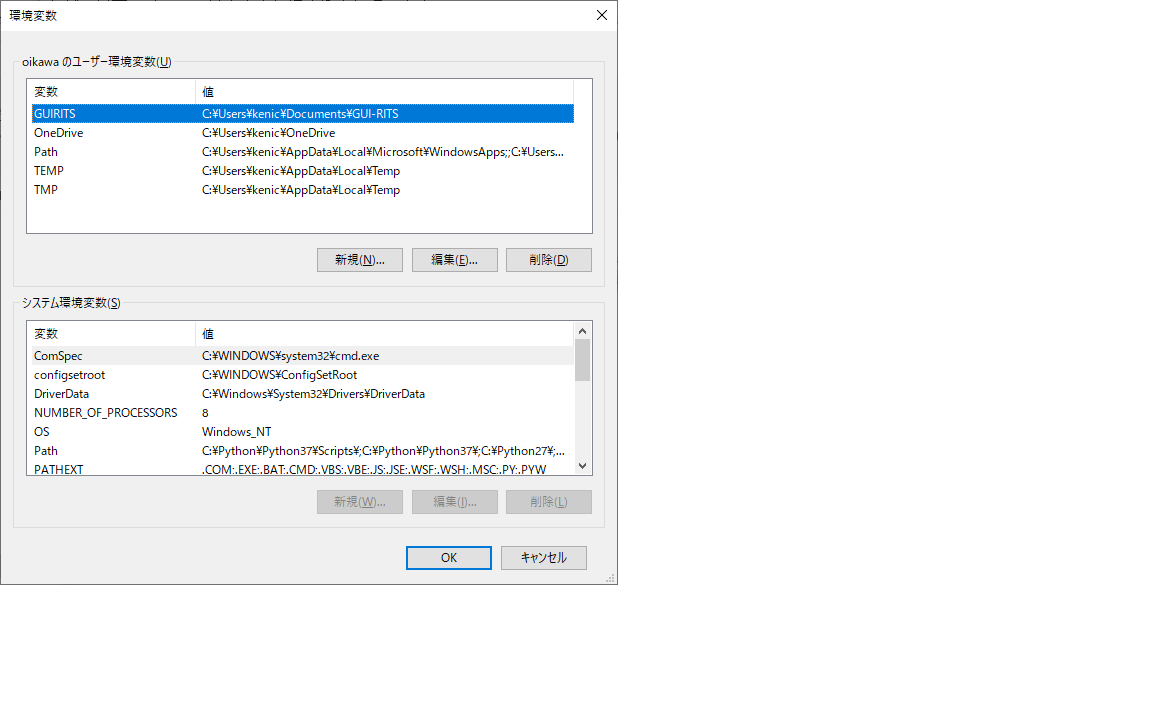 環境変数
oikawa のユーザー環境変数(U)
変数 値
GUIRITS C:¥Users¥kenic¥Documents¥GUI-RITS
OneDrive C:¥Users¥kenic¥OneDrive
Path C:¥Users¥kenic¥AppData¥Local¥Microsoft¥WindowsApps;;C:¥Users...
TEMP C:¥Users¥kenic¥AppData¥Local¥Temp
TMP C:¥Users¥kenic¥AppData¥Local¥Temp
新規(N)... 編集(E)... 削除(D)
システム環境変数(S)
変数 値
ComSpec C:¥WINDOWS¥system32¥cmd.exe
configsetroot C:¥WINDOWS¥ConfigSetRoot
DriverData C:¥Windows¥System32¥Drivers¥DriverData
NUMBER_OF_PROCESSORS 8
OS Windows_NT
Path C:¥Python¥Python37¥Scripts¥;C:¥Python¥Python37¥;C:¥Python27¥;...
PATHEXT .COM;.EXE;.BAT;.CMD;.VBS;.VBE;.JS;.JSE;.WSF;.WSH;.MSC;.PY;.PYW
新規(W)... 編集(I)... 削除(L)
OK キャンセル